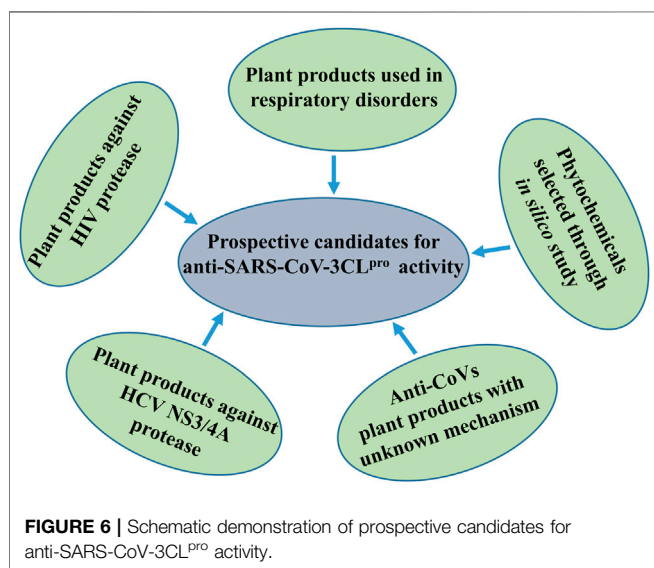 Plant products used in
respiratory disorders
Plant products against
HIV protease
Phytochemicals
selected through
in silico study
Prospective candidates for
anti-SARS-CoV-3CLpro activity
Plant products against
HCV NS3/4A
protease
Anti-CoVs
plant products with
unknown mechanism
FIGURE 6 | Schematic demonstration of prospective candidates for
anti-SARS-CoV-3CLpro activity.